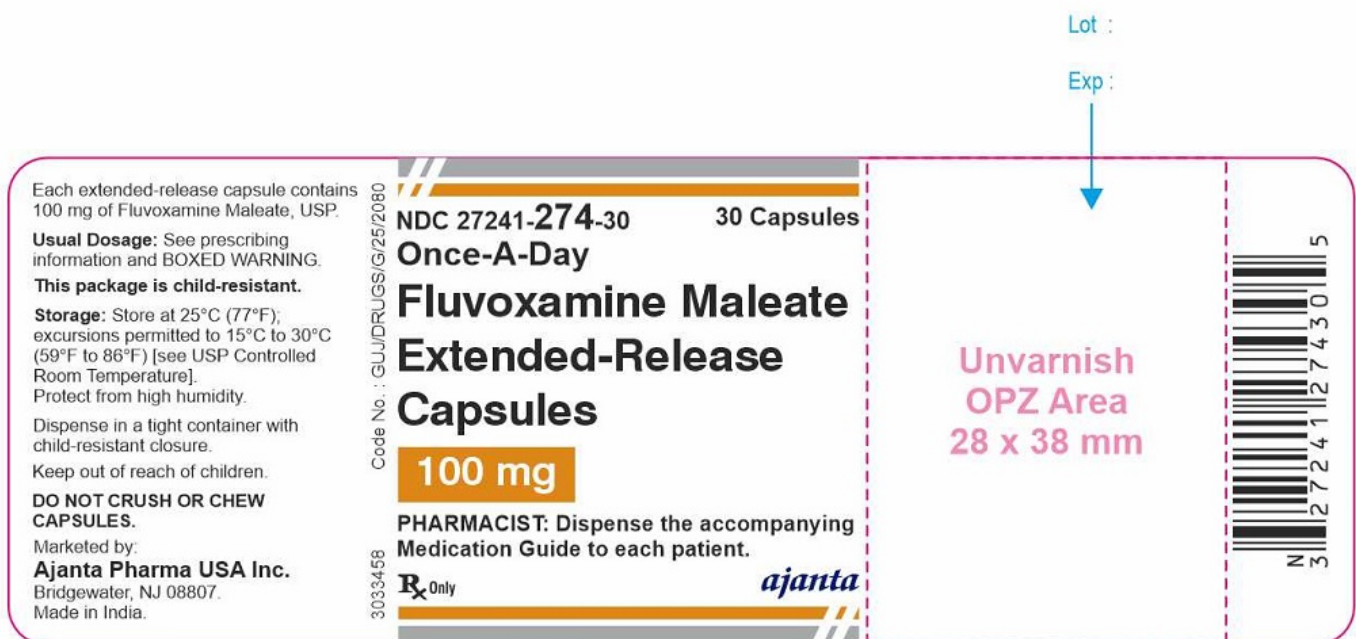 Lot :
Exp :
Each extended-release capsule contains
100 mg of Fluvoxamine Maleate, USP.
Usual Dosage: See prescribing
information and BOXED WARNING.
This package is child-resistant.
Storage: Store at 25°C (77°F);
excursions permitted to 15°C to 30°C
(59°F to 86°F) [see USP Controlled
Room Temperature].
Protect from high humidity.
Dispense in a tight container with
child-resistant closure.
Keep out of reach of children.
DO NOT CRUSH OR CHEW
CAPSULES.
Marketed by:
Ajanta Pharma USA Inc.
Bridgewater, NJ 08807.
Made in India.
Code No. : GUJ/DRUGS/G/25/2080
3033458
NDC 27241-274-30 30 Capsules
Once-A-Day
Fluvoxamine Maleate
Extended-Release
Capsules
100 mg
PHARMACIST: Dispense the accompanying
Medication Guide to each patient.
Rx Only
ajanta
Unvarnish
OPZ Area
28 x 38 mm
N
3 27241 27430 5